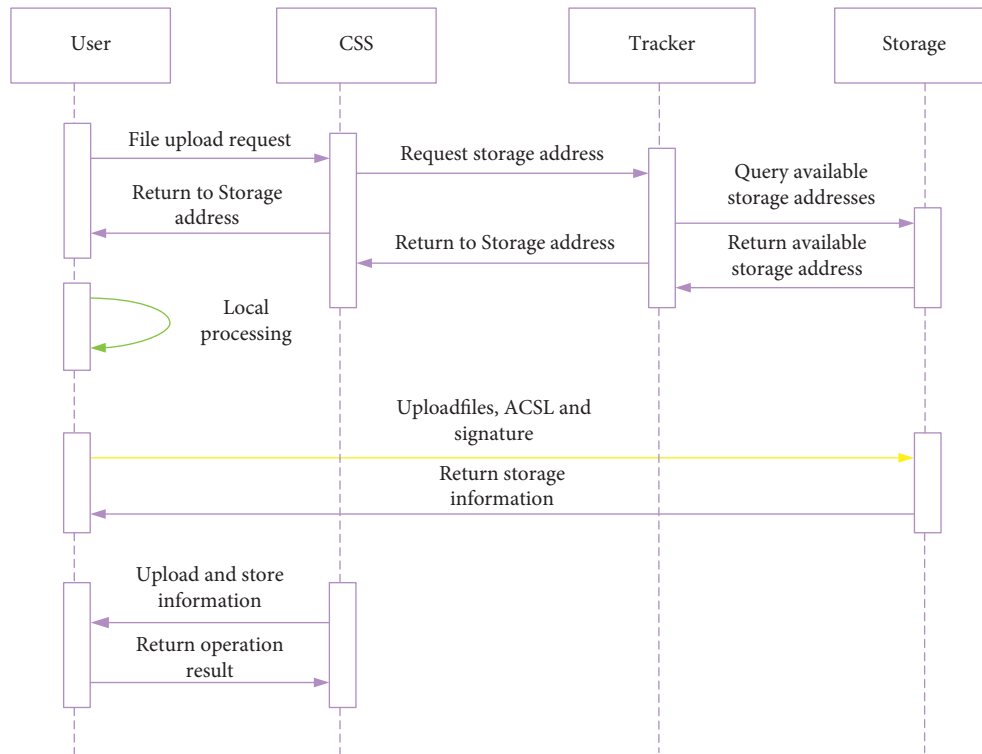 User
CSS
Tracker
Storage
File upload request
Request storage address
Query available
storage addresses
Return to Storage
address
Return to Storage address
Return available
storage address
Local
processing
Uploadfiles, ACSL and
signature
Return storage
information
Upload and store
information
Return operation
result